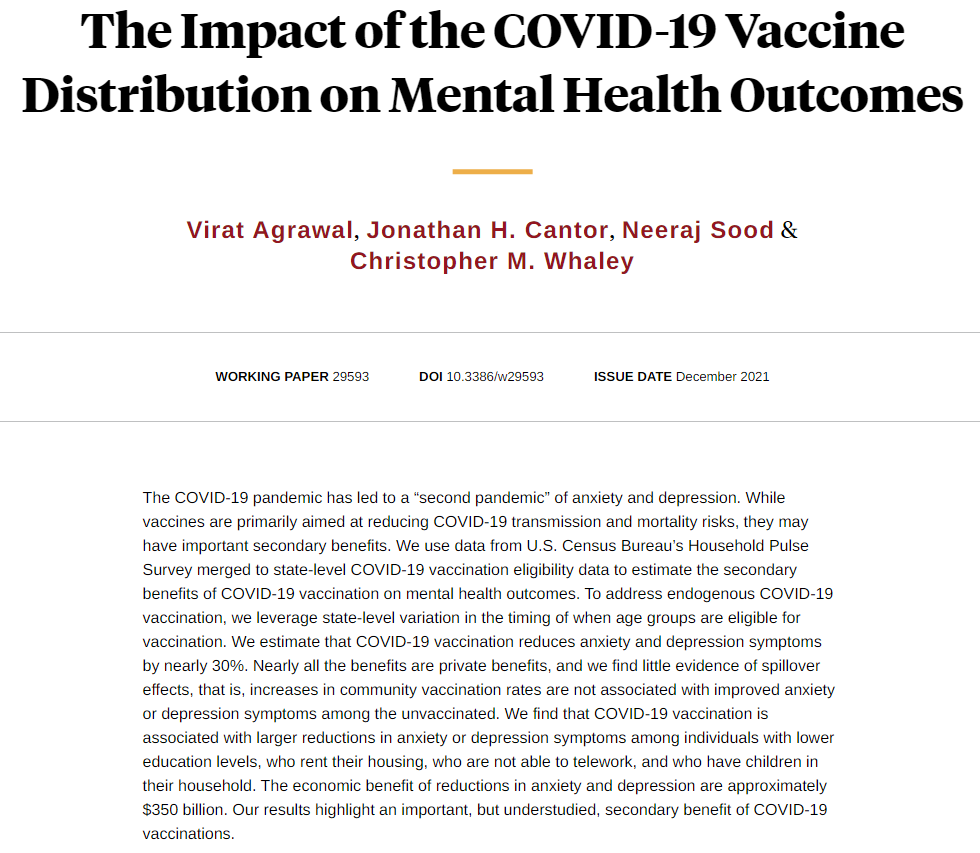 The Impact of the COVID-19 Vaccine
Distribution on Mental Health Outcomes
Virat Agrawal, Jonathan H. Cantor, Neeraj Sood &
Christopher M. Whaley
WORKING PAPER 29593 DOI 10.3386/w29593 ISSUE DATE December 2021
The COVID-19 pandemic has led to a “second pandemic” of anxiety and depression. While
vaccines are primarily aimed at reducing COVID-19 transmission and mortality risks, they may
have important secondary benefits. We use data from U.S. Census Bureau’s Household Pulse
Survey merged to state-level COVID-19 vaccination eligibility data to estimate the secondary
benefits of COVID-19 vaccination on mental health outcomes. To address endogenous COVID-19
vaccination, we leverage state-level variation in the timing of when age groups are eligible for
vaccination. We estimate that COVID-19 vaccination reduces anxiety and depression symptoms
by nearly 30%. Nearly all the benefits are private benefits, and we find little evidence of spillover
effects, that is, increases in community vaccination rates are not associated with improved anxiety
or depression symptoms among the unvaccinated. We find that COVID-19 vaccination is
associated with larger reductions in anxiety or depression symptoms among individuals with lower
education levels, who rent their housing, who are not able to telework, and who have children in
their household. The economic benefit of reductions in anxiety and depression are approximately
$350 billion. Our results highlight an important, but understudied, secondary benefit of COVID-19
vaccinations.